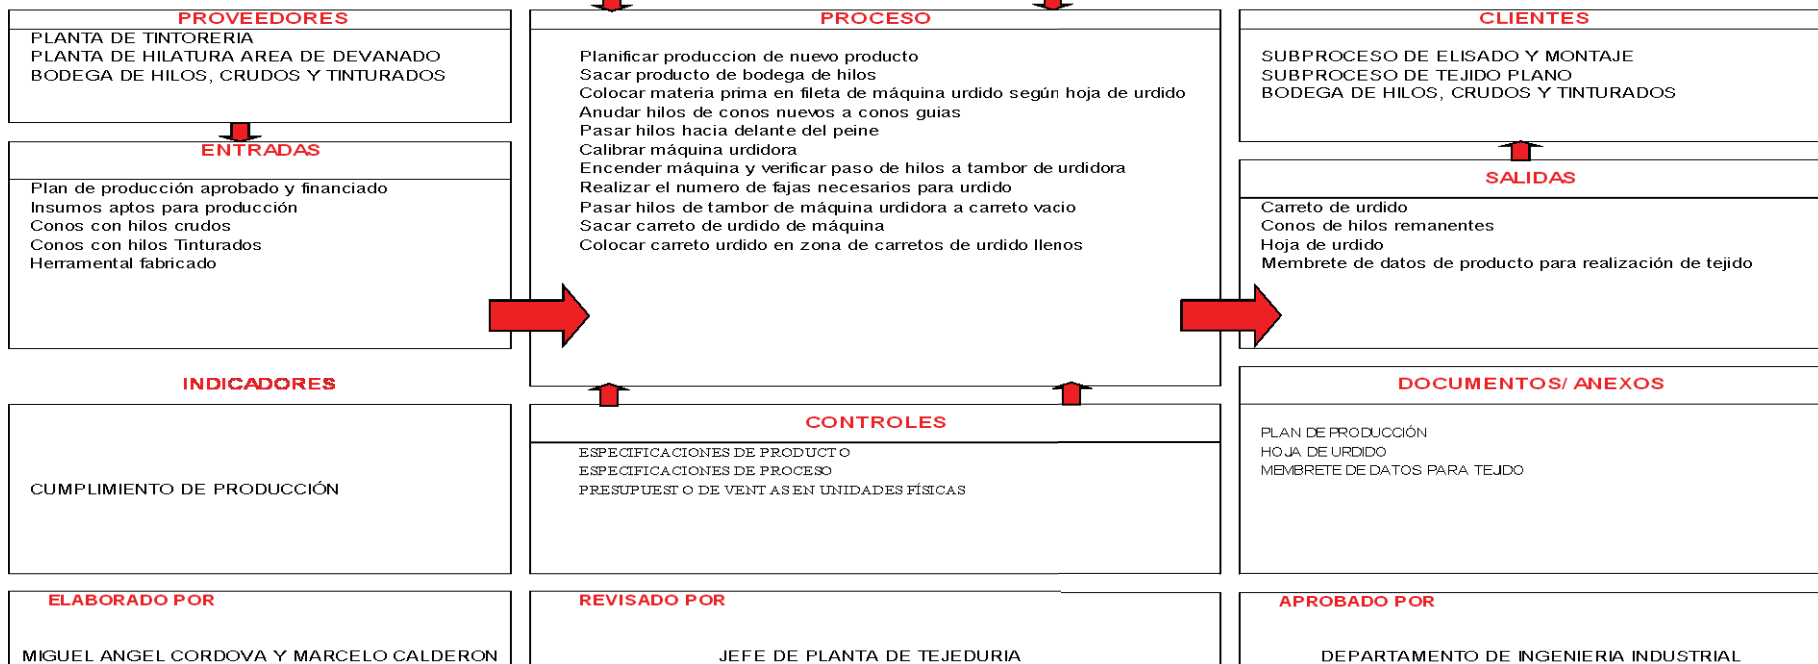 PROVEEDORES
PLANTA DE TINTORERIA
PLANTA DE HILATURA AREA DE DEVANADO
BODEGA DE HILOS, CRUDOS Y TINTURADOS
ENTRADAS
Plan de producción aprobado y financiado
Insumos aptos para producción
Conos con hilos crudos
Conos con hilos Tinturados
Herramental fabricado
PROCESO
Planificar produccion de nuevo producto
Sacar producto de bodega de hilos
Colocar materia prima en fileta de máquina urdido según hoja de urdido
Anudar hilos de conos nuevos a conos guias
Pasar hilos hacia delante del peine
Calibrar máquina urdidora
Encender máquina y verificar paso de hilos a tambor de urdidora
Realizar el numero de fajas necesarios para urdido
Pasar hilos de tambor de máquina urdidora a carreto vacio
Sacar carreto de urdido de máquina
Colocar carreto urdido en zona de carretos de urdido llenos
CLIENTES
SUBPROCESO DE ELISADO Y MONTAJE
SUBPROCESO DE TEJIDO PLANO
BODEGA DE HILOS, CRUDOS Y TINTURADOS
SALIDAS
Carreto de urdido
Conos de hilos remanentes
Hoja de urdido
Membrete de datos de producto para realización de tejido
INDICADORES
CUMPLIMIENTO DE PRODUCCIÓN
CONTROLES
ESPECIFICACIONES DE PRODUCTO
ESPECIFICACIONES DE PROCESO
PRESUPUESTO DE VENTAS EN UNIDADES FÍSICAS
DOCUMENTOS/ ANEXOS
PLAN DE PRODUCCIÓN
HOJA DE URDIDO
MEMBRETE DE DATOS PARA TEJIDO
ELABORADO POR
MIGUEL ANGEL CORDOVA Y MARCELO CALDERON
REVISADO POR
JEFE DE PLANTA DE TEJEDURIA
APROBADO POR
DEPARTAMENTO DE INGENIERIA INDUSTRIAL